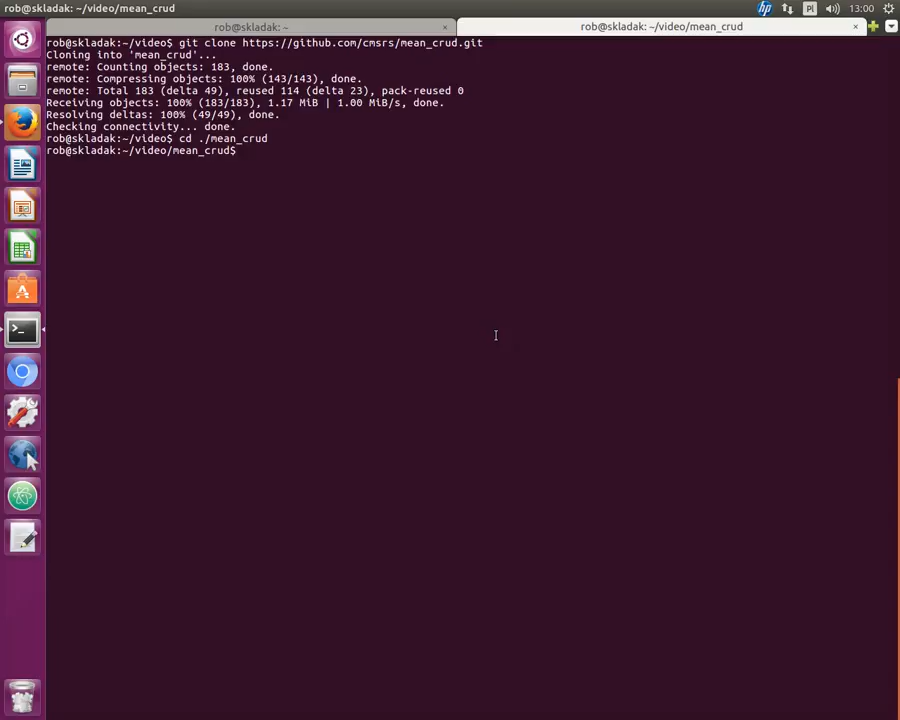 rob@skladak: ~/video/mean_crud
hp
Pl
13:00
rob@skladak: ~
×
rob@skladak: ~/video/mean_crud
×
rob@skladak:~/video$ git clone https://github.com/cmsrs/mean_crud.git
Cloning into 'mean_crud'...
remote: Counting objects: 183, done.
remote: Compressing objects: 100% (143/143), done.
remote: Total 183 (delta 49), reused 114 (delta 23), pack-reused 0
Receiving objects: 100% (183/183), 1.17 MiB | 1.00 MiB/s, done.
Resolving deltas: 100% (49/49), done.
Checking connectivity... done.
rob@skladak:~/video$ cd ./mean_crud
rob@skladak:~/video/mean_crud$